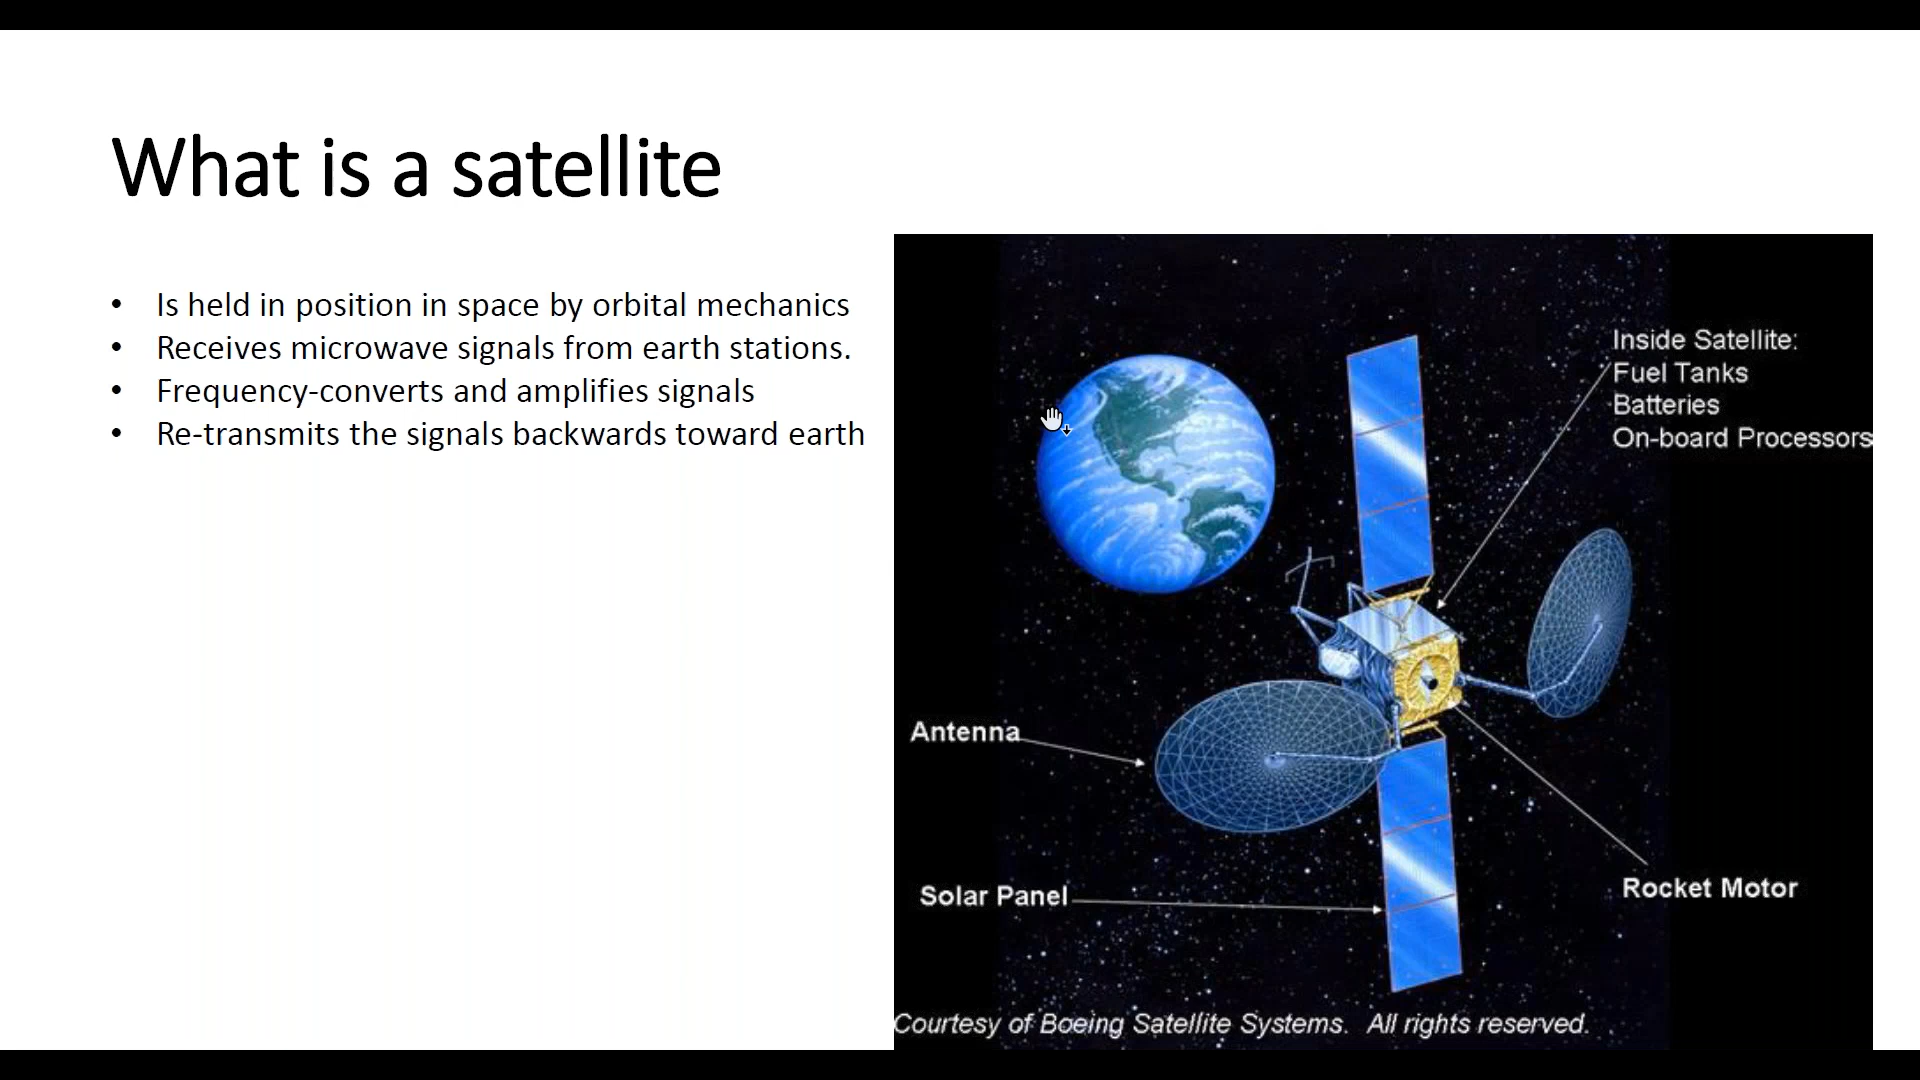 What is a satellite
• Is held in position in space by orbital mechanics
• Receives microwave signals from earth stations.
• Frequency-converts and amplifies signals
• Re-transmits the signals backwards toward earth
Inside Satellite:
Fuel Tanks
Batteries
On-board Processors
Antenna
Solar Panel
Rocket Motor
Courtesy of Boeing Satellite Systems. All rights reserved.